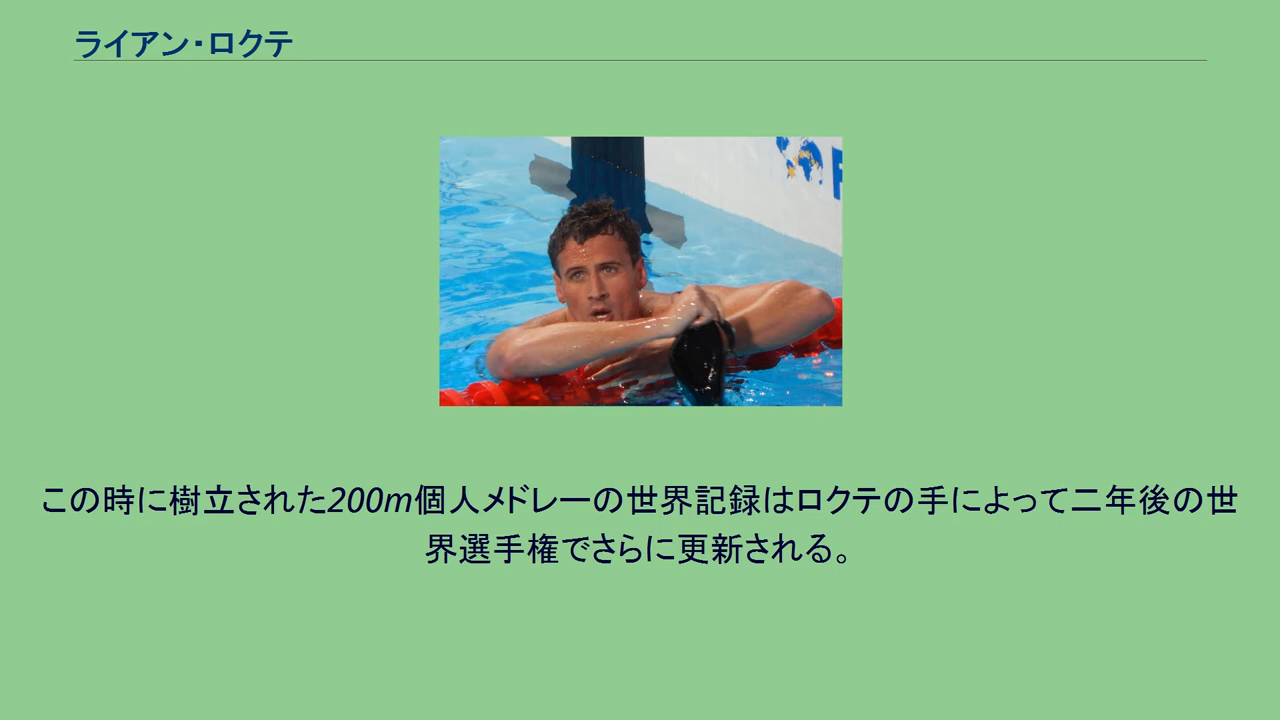 ライアン・ロクテ
この時に樹立された200m個人メドレーの世界記録はロクテの手によって二年後の世
界選手権でさらに更新される。